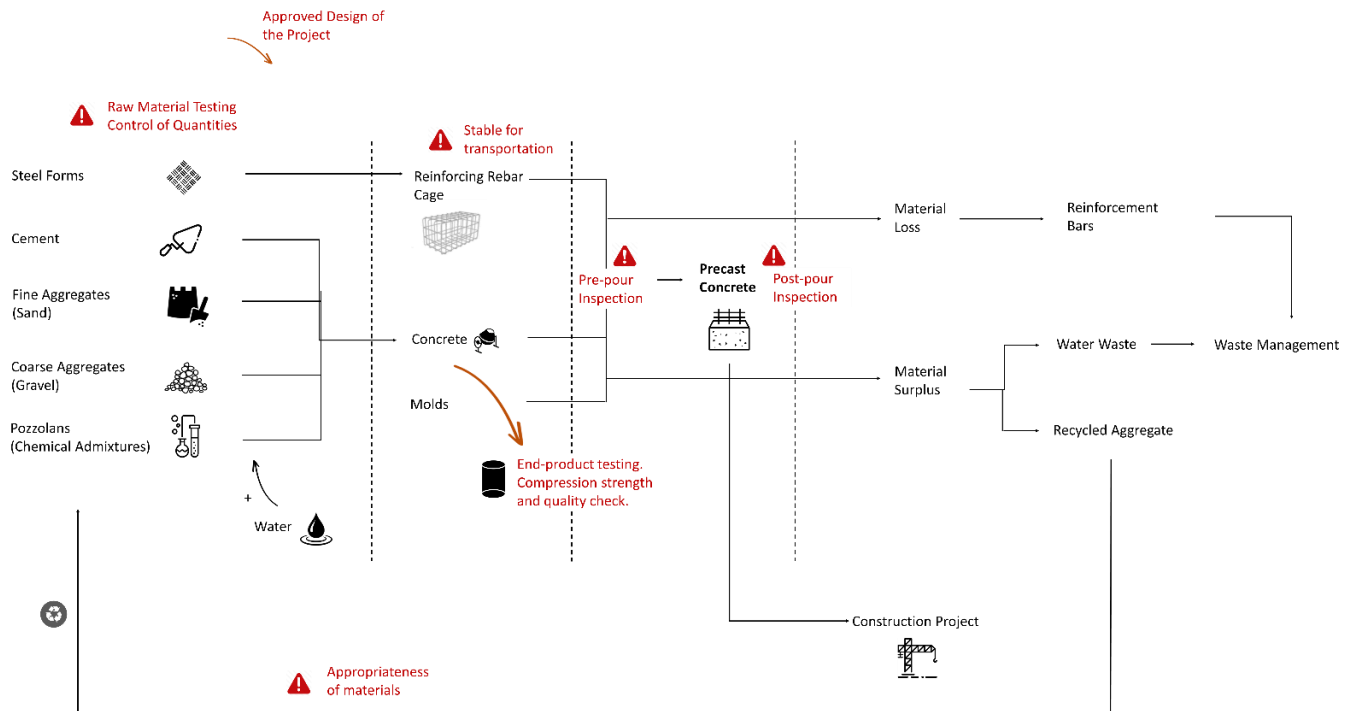 Approved Design of
the Project
Raw Material Testing
Control of Quantities
Stable for
transportation
Steel Forms
Reinforcing Rebar
Cage
Material
Loss
Reinforcement
Bars
Cement
Pre-pour
Inspection
Precast
Concrete
Post-pour
Inspection
Fine Aggregates
(Sand)
Concrete
Water Waste
Waste Management
Coarse Aggregates
(Gravel)
Material
Surplus
Molds
Pozzolans
(Chemical Admixtures)
Recycled Aggregate
End-product testing.
Compression strength
and quality check.
+
Water
Construction Project
Appropriateness
of materials